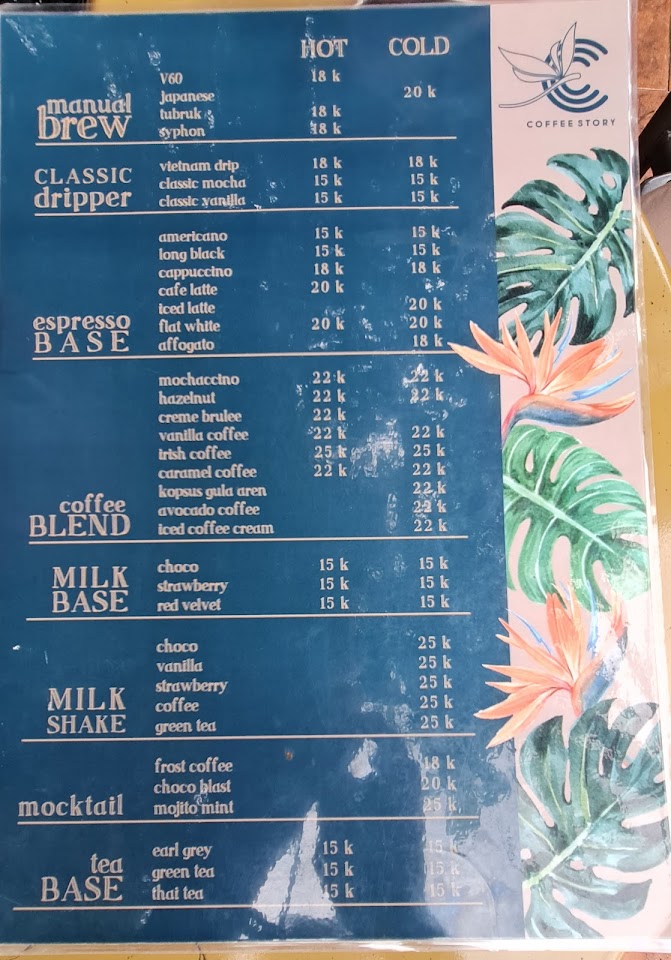 HOT COLD
COFFEE STORY
manual brew
V60 18 k
Japanese 20 k
tubruk 18 k
syphon 18 k
CLASSIC dripper
vietnam drip 18 k 18 k
classic mocha 15 k 15 k
classic vanilla 15 k 15 k
espresso BASE
americano 15 k 15 k
long black 15 k 15 k
cappuccino 18 k 18 k
cafe latte 20 k
iced latte 20 k
flat white 20 k 20 k
affogato 18 k
coffee BLEND
mochaccino 22 k 22 k
hazelnut 22 k 22 k
creme brulee 22 k
vanilla coffee 22 k 22 k
irish coffee 25 k 25 k
caramel coffee 22 k 22 k
kopsus gula aren 22 k
avocado coffee 22 k
iced coffee cream 22 k
MILK BASE
choco 15 k 15 k
strawberry 15 k 15 k
red velvet 15 k 15 k
MILK SHAKE
choco 25 k
vanilla 25 k
strawberry 25 k
coffee 25 k
green tea 25 k
mocktail
frost coffee 18 k
choco blast 20 k
mojito mint 25 k
tea BASE
earl grey 15 k 15 k
green tea 15 k 15 k
thai tea 15 k 15 k